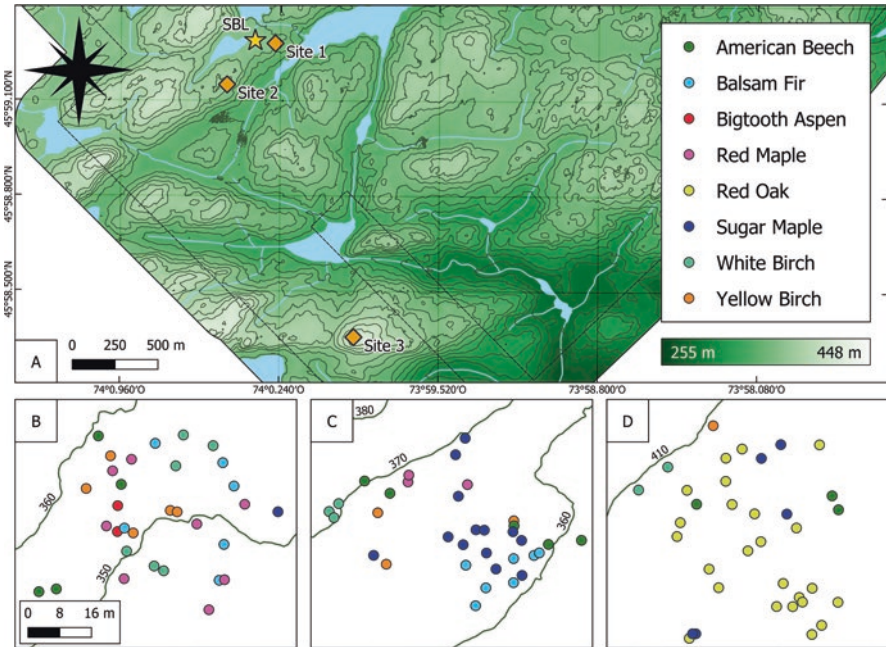 SBL
Site 1
Site 2
Site 3
45°59.100'N
45°58.800'N
45°58.500'N
A
0 250 500 m
American Beech
Balsam Fir
Bigtooth Aspen
Red Maple
Red Oak
Sugar Maple
White Birch
Yellow Birch
255 m 448 m
74°0.960'O 74°0.240'O 73°59.520'O 73°58.800'O 73°58.080'O
B
360
350
0 8 16 m
C
380
370
360
D
410